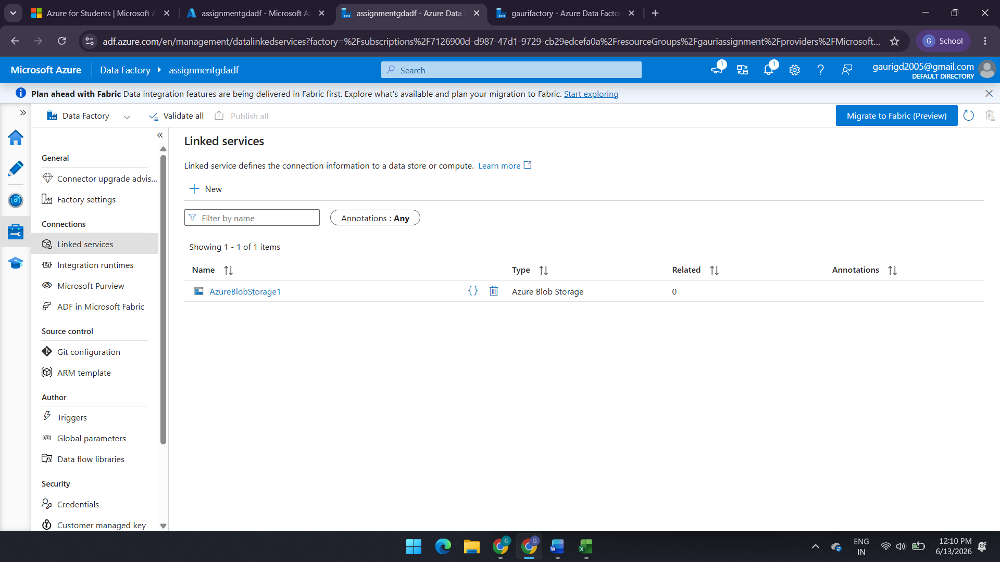 Azure for Students | Microsoft A
assignmentgdadf - Microsoft Az
assignmentgdadf - Azure Data
gaurifactory - Azure Data Facto
adf.azure.com/en/management/datalinkedservices?factory=%2Fsubscriptions%2F7126900d-d987-47d1-9729-cb29edcefa0a%2FresourceGroups%2Fgauriassignment%2Fproviders%2FMicrosoft...
G School
Microsoft Azure
Data Factory
assignmentgdadf
Search
1
1
gaurigd2005@gmail.com
DEFAULT DIRECTORY
Plan ahead with Fabric Data integration features are being delivered in Fabric first. Explore what's available and plan your migration to Fabric. Start exploring
Data Factory
Validate all
Publish all
Migrate to Fabric (Preview)
General
Connector upgrade advis...
Factory settings
Connections
Linked services
Integration runtimes
Microsoft Purview
ADF in Microsoft Fabric
Source control
Git configuration
ARM template
Author
Triggers
Global parameters
Data flow libraries
Security
Credentials
Customer managed key
Linked services
Linked service defines the connection information to a data store or compute. Learn more
New
Filter by name
Annotations : Any
Showing 1 - 1 of 1 items
Name Type Related Annotations
AzureBlobStorage1 Azure Blob Storage 0
ENG
IN
12:10 PM
6/13/2026